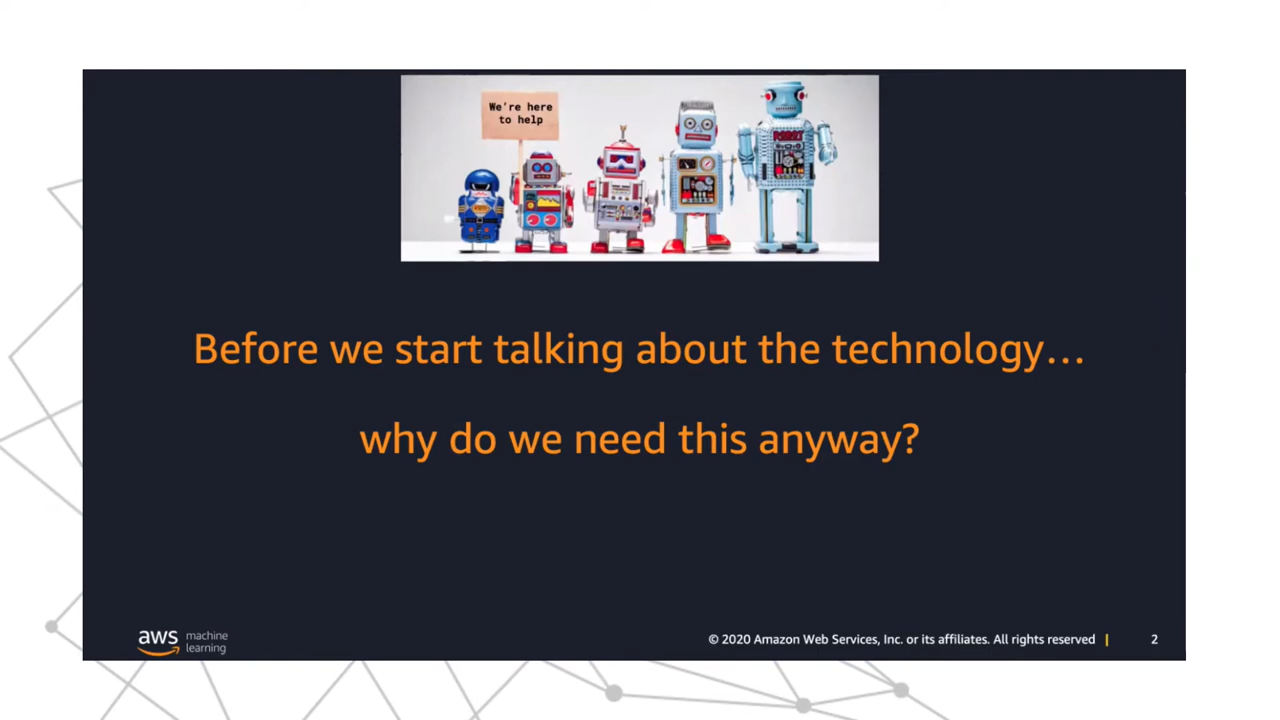 We're here
to help
ROBOT
Before we start talking about the technology...
why do we need this anyway?
aws machine
learning
© 2020 Amazon Web Services, Inc. or its affiliates. All rights reserved | 2